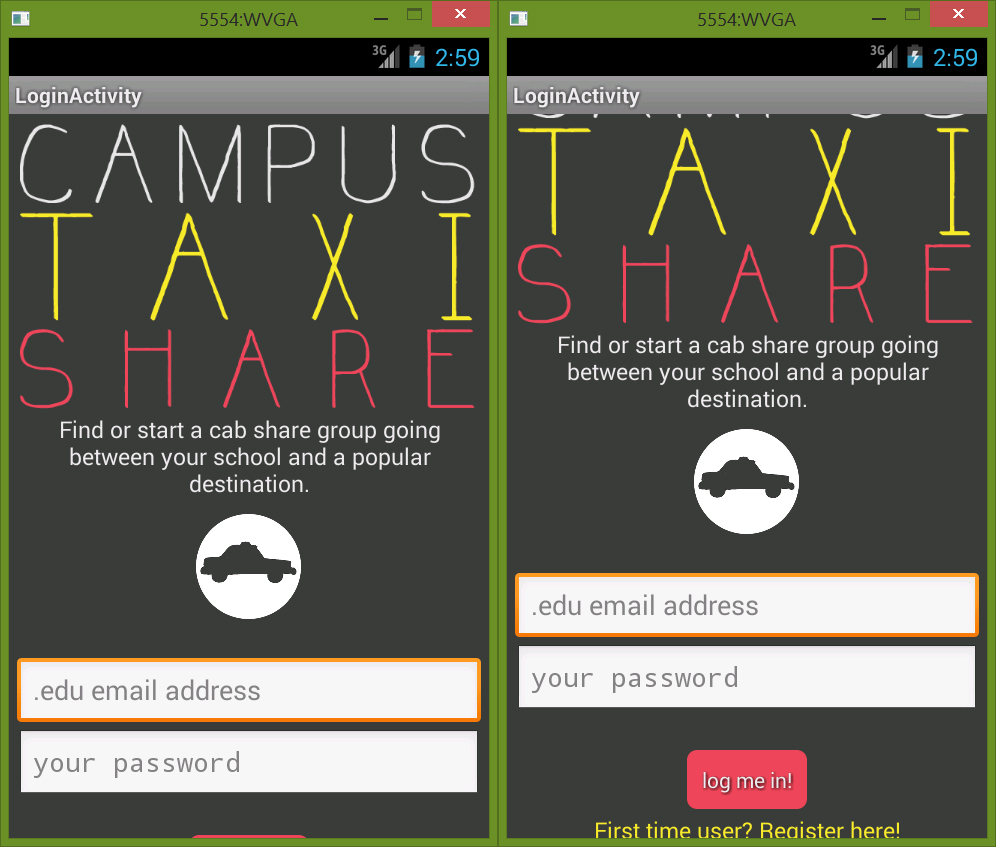 5554:WVGA
3G 2:59
LoginActivity
CAMPUS
TAXI
SHARE
Find or start a cab share group going
between your school and a popular
destination.
.edu email address
your password
5554:WVGA
3G 2:59
LoginActivity
TAXI
SHARE
Find or start a cab share group going
between your school and a popular
destination.
.edu email address
your password
log me in!
First time user? Register here!